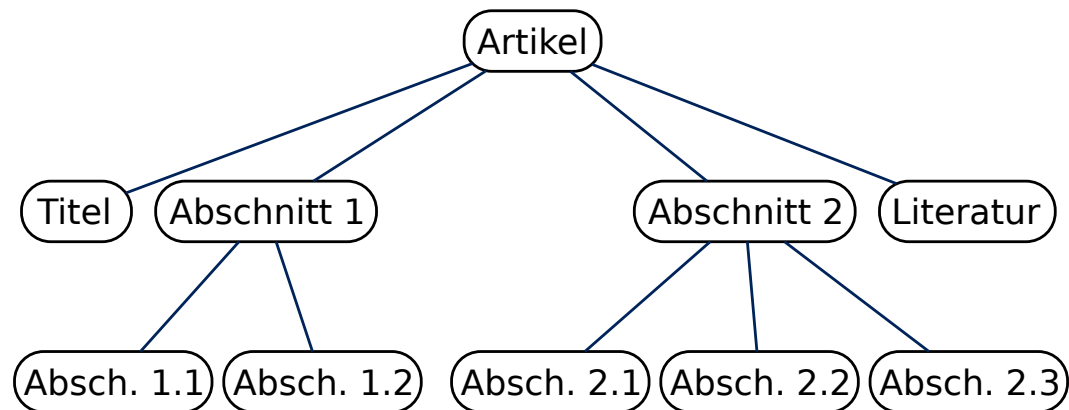 Artikel
Titel
Abschnitt 1
Abschnitt 2
Literatur
Absch. 1.1
Absch. 1.2
Absch. 2.1
Absch. 2.2
Absch. 2.3